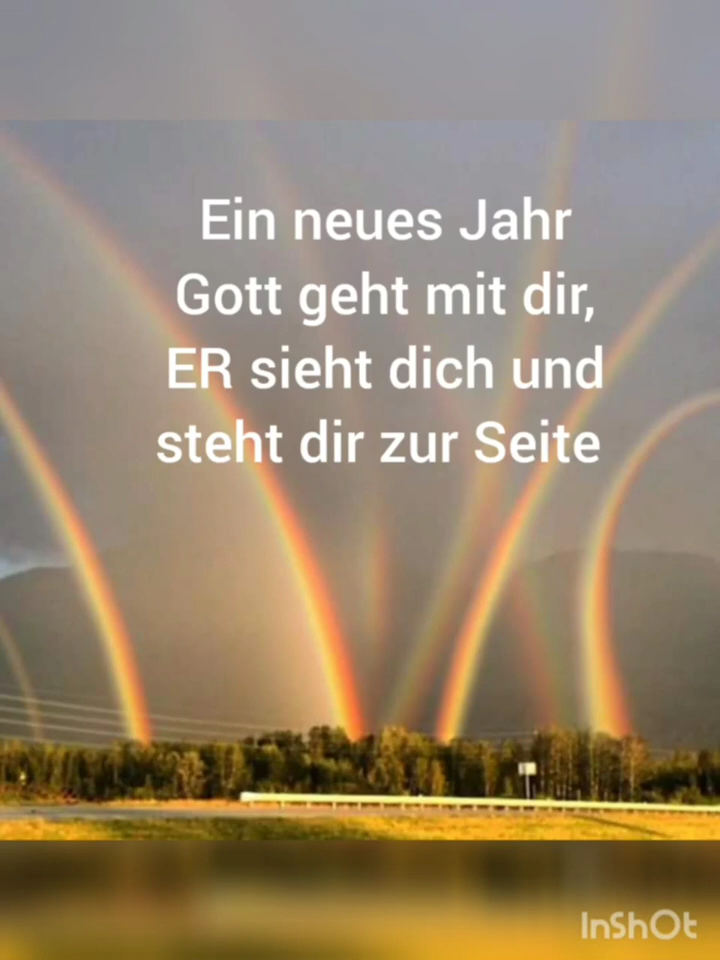 Ein neues Jahr
Gott geht mit dir,
ER sieht dich und
steht dir zur Seite
InShOt